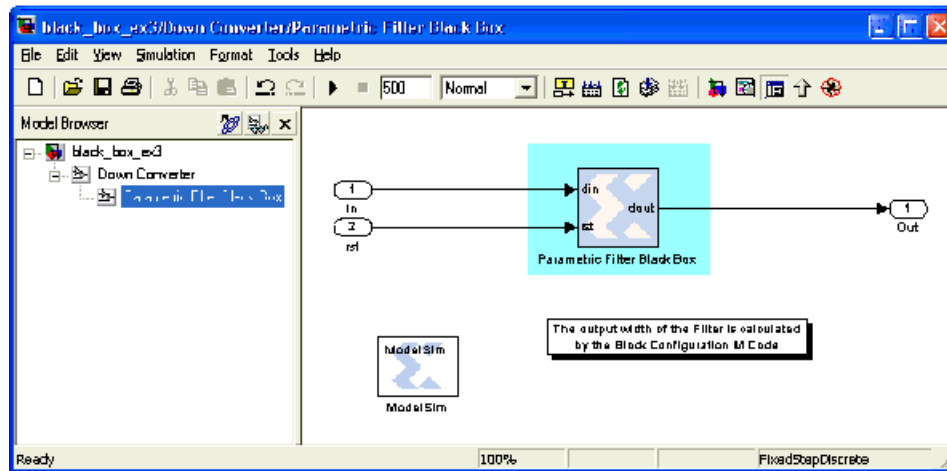 black_box_ex3/Down Converter/Parametric Filter Black Box
File Edit View Simulation Format Tools Help
500 Normal
Model Browser
black_box_ex3
Down Converter
Parametric Filter Black Box
1
In
2
rst
din
rst
dout
Parametric Filter Black Box
1
Out
The output width of the Filter is calculated
by the Block Configuration M Code
ModelSim
ModelSim
Ready 100% FixedStepDiscrete